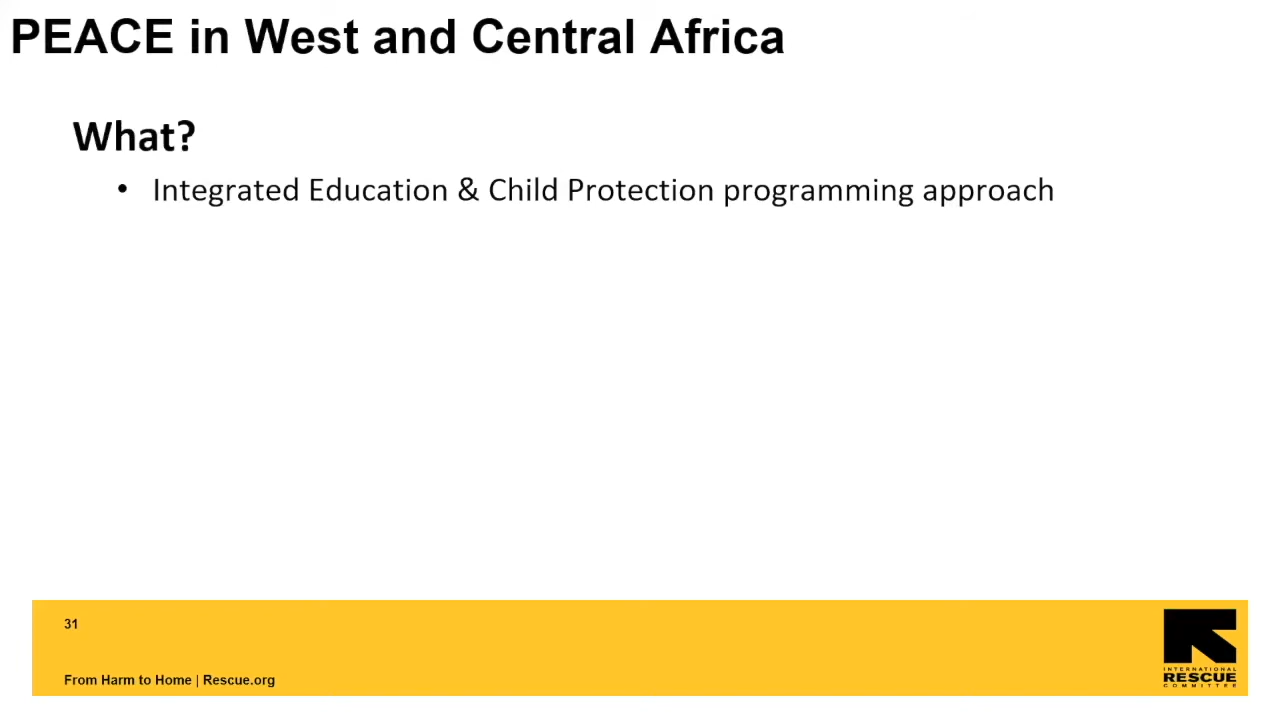 PEACE in West and Central Africa
What?
• Integrated Education & Child Protection programming approach
31
From Harm to Home | Rescue.org
INTERNATIONAL
RESCUE
COMMITTEE